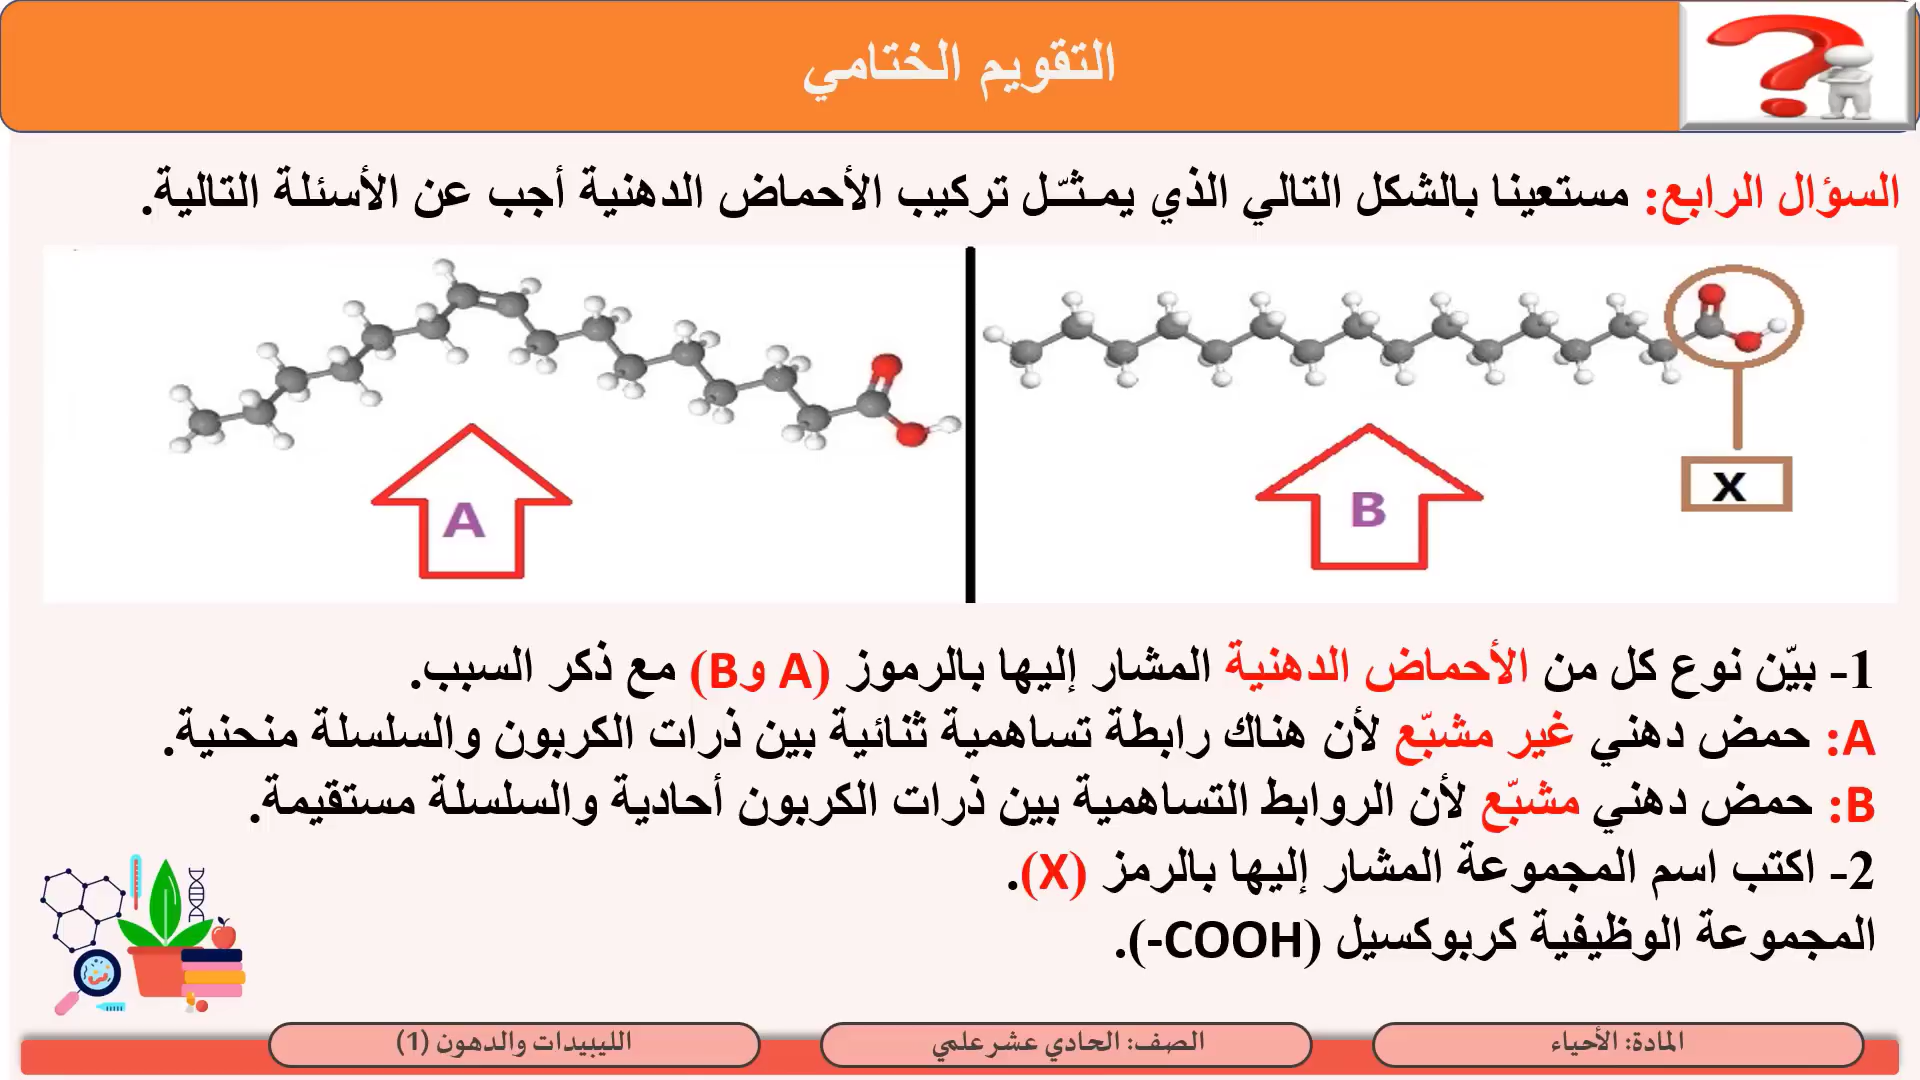 التقويم الختامي
السؤال الرابع: مستعينا بالشكل التالي الذي يمـثـّـل تركيب الأحماض الدهنية أجب عن الأسئلة التالية.
A
B
X
1- بيّن نوع كل من الأحماض الدهنية المشار إليها بالرموز (A وB) مع ذكر السبب.
A: حمض دهني غير مشبّع لأن هناك رابطة تساهمية ثنائية بين ذرات الكربون والسلسلة منحنية.
B: حمض دهني مشبّع لأن الروابط التساهمية بين ذرات الكربون أحادية والسلسلة مستقيمة.
2- اكتب اسم المجموعة المشار إليها بالرمز (X).
المجموعة الوظيفية كربوكسيل (COOH-).
المادة: الأحياء
الصف: الحادي عشر علمي
الليبيدات والدهون (1)